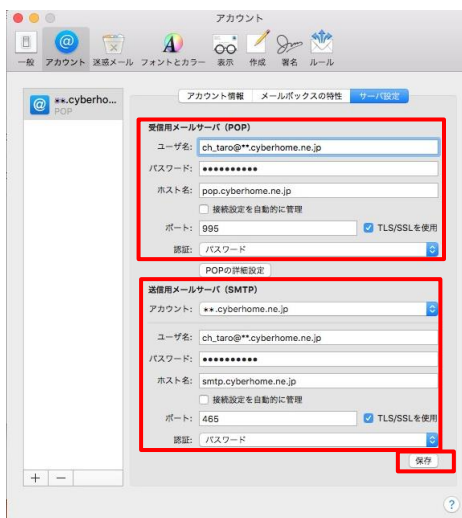 アカウント
一般 アカウント 迷惑メール フォントとカラー 表示 作成 署名 ルール
**.cyberho...
POP
アカウント情報 メールボックスの特性 サーバ設定
受信用メールサーバ（POP）
ユーザ名: ch_taro@**.cyberhome.ne.jp
パスワード: ••••••••••
ホスト名: pop.cyberhome.ne.jp
接続設定を自動的に管理
ポート: 995 TLS/SSLを使用
認証: パスワード
POPの詳細設定
送信用メールサーバ（SMTP）
アカウント: **.cyberhome.ne.jp
ユーザ名: ch_taro@**.cyberhome.ne.jp
パスワード: ••••••••••
ホスト名: smtp.cyberhome.ne.jp
接続設定を自動的に管理
ポート: 465 TLS/SSLを使用
認証: パスワード
保存
+ −
?